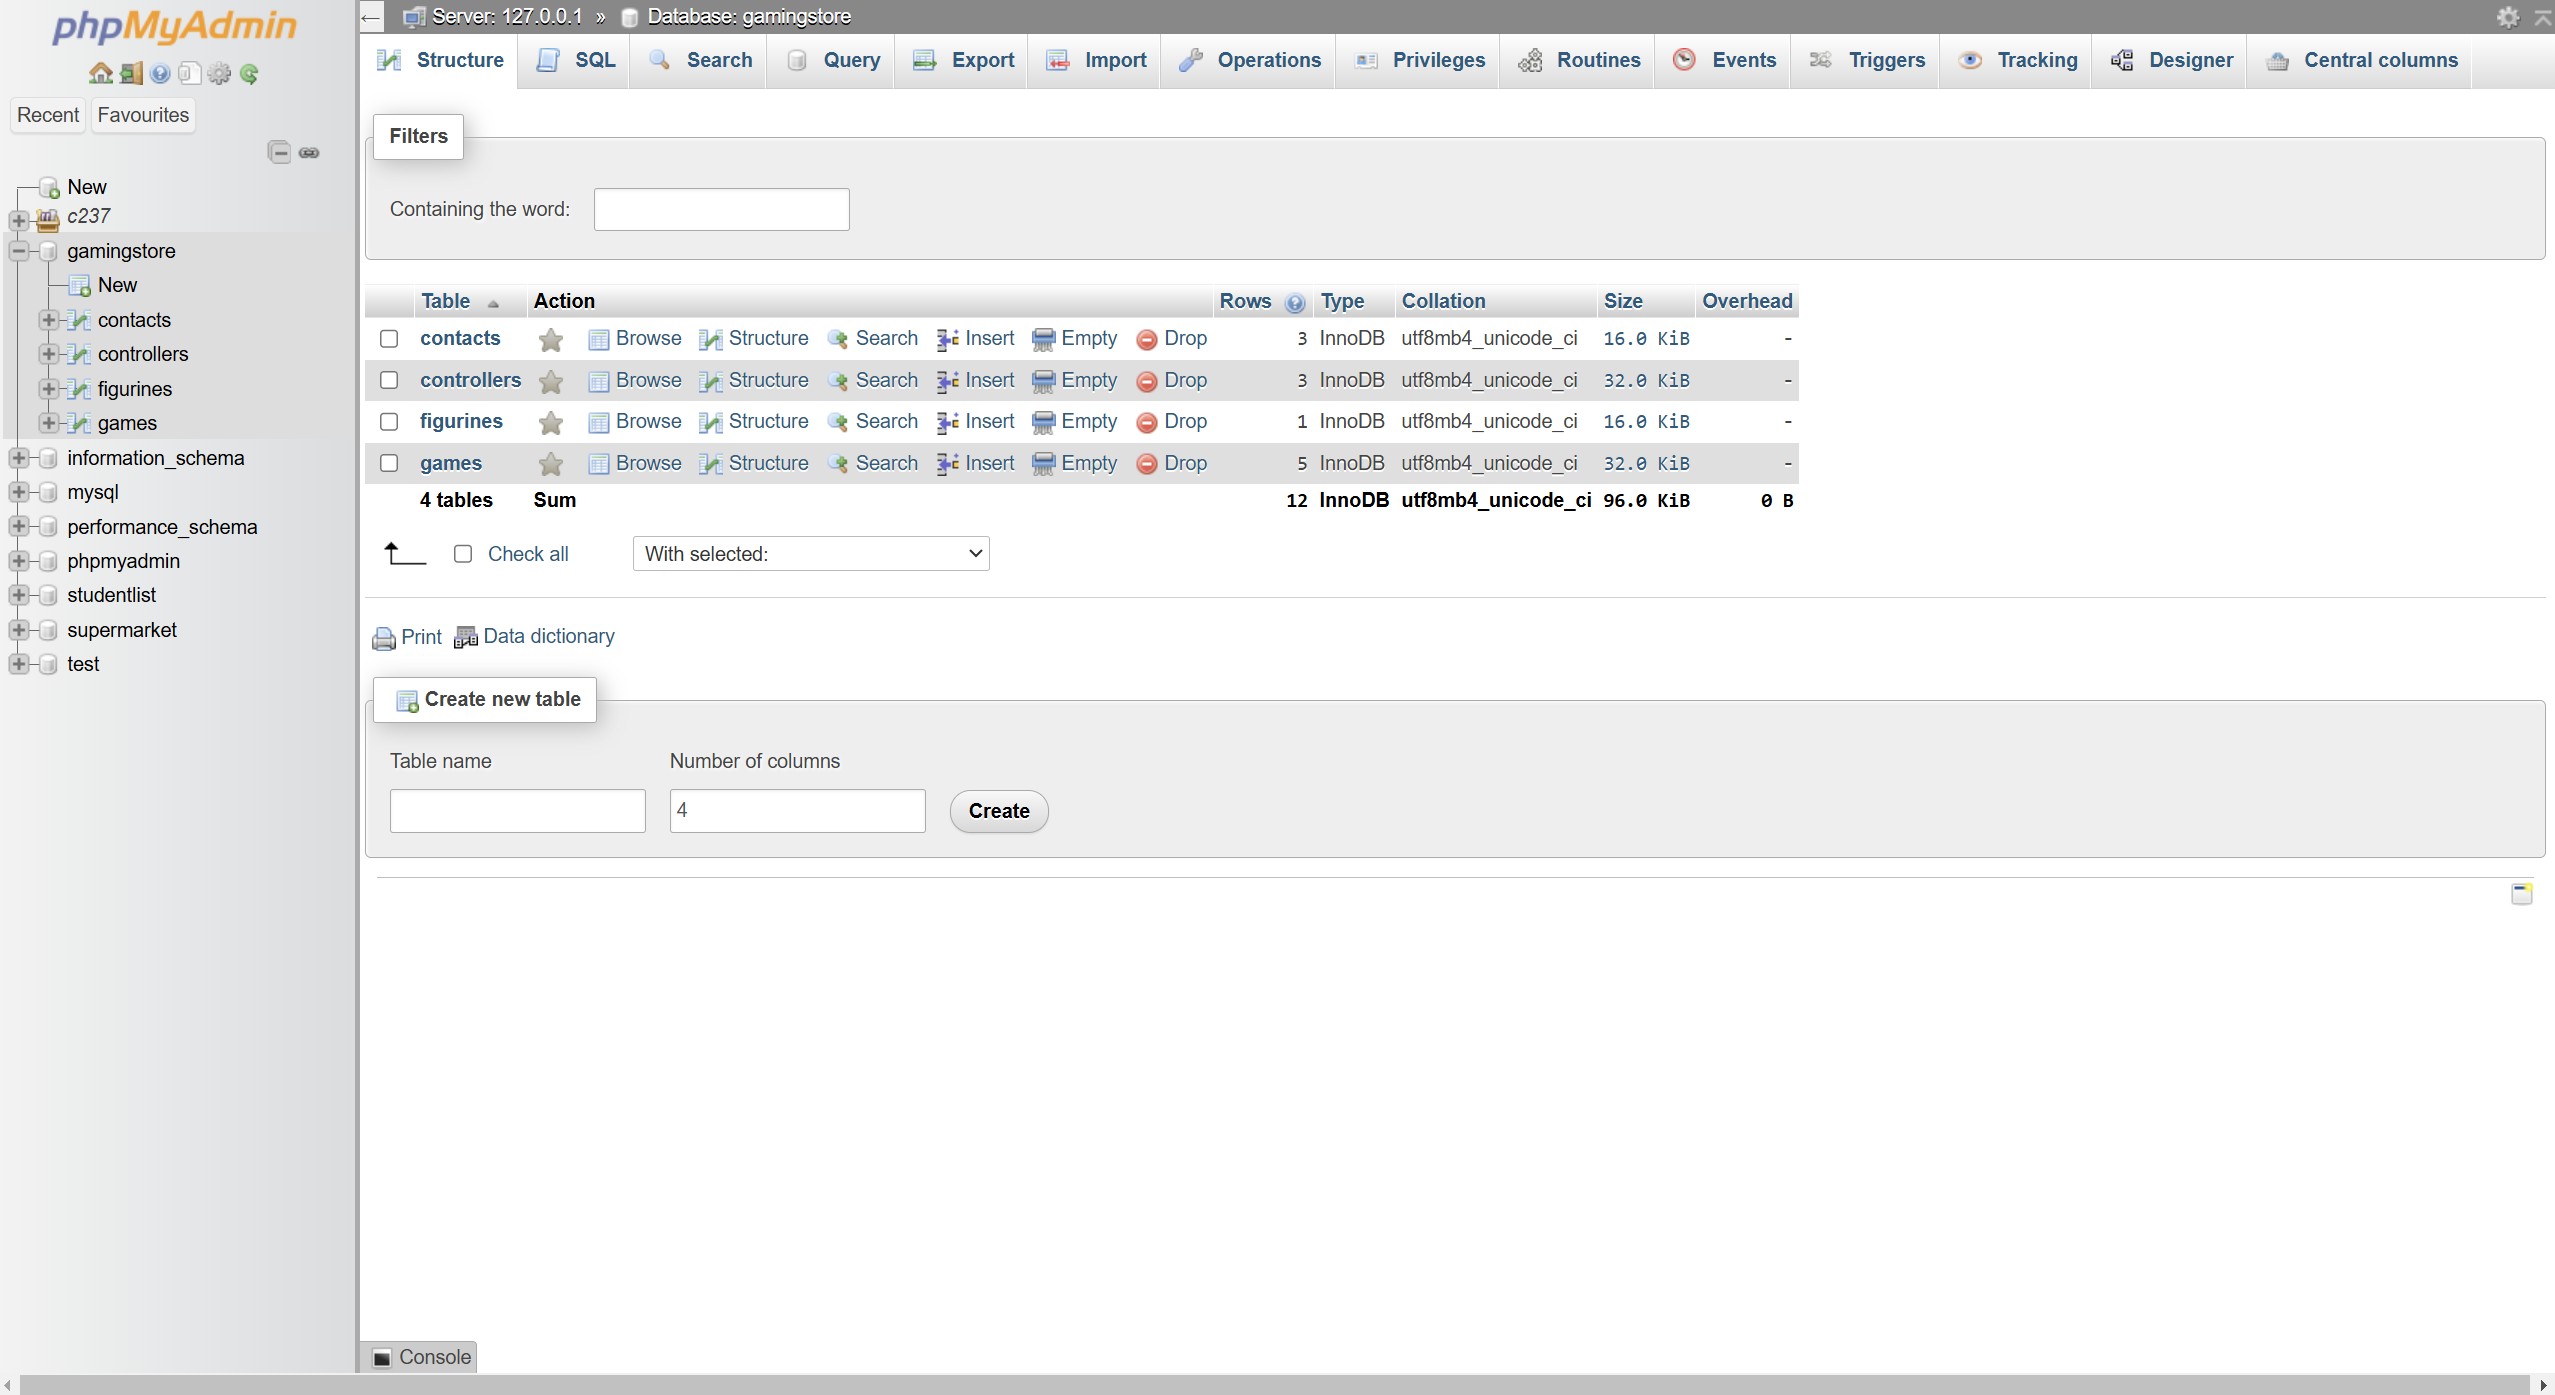 phpMyAdmin
Recent Favourites
New
c237
gamingstore
New
contacts
controllers
figurines
games
information_schema
mysql
performance_schema
phpmyadmin
studentlist
supermarket
test
Server: 127.0.0.1 » Database: gamingstore
Structure SQL Search Query Export Import Operations Privileges Routines Events Triggers Tracking Designer Central columns
Filters
Containing the word:
Table Action Rows Type Collation Size Overhead
contacts Browse Structure Search Insert Empty Drop 3 InnoDB utf8mb4_unicode_ci 16.0 KiB -
controllers Browse Structure Search Insert Empty Drop 3 InnoDB utf8mb4_unicode_ci 32.0 KiB -
figurines Browse Structure Search Insert Empty Drop 1 InnoDB utf8mb4_unicode_ci 16.0 KiB -
games Browse Structure Search Insert Empty Drop 5 InnoDB utf8mb4_unicode_ci 32.0 KiB -
4 tables Sum 12 InnoDB utf8mb4_unicode_ci 96.0 KiB 0 B
Check all With selected:
Print Data dictionary
Create new table
Table name Number of columns
4 Create
Console